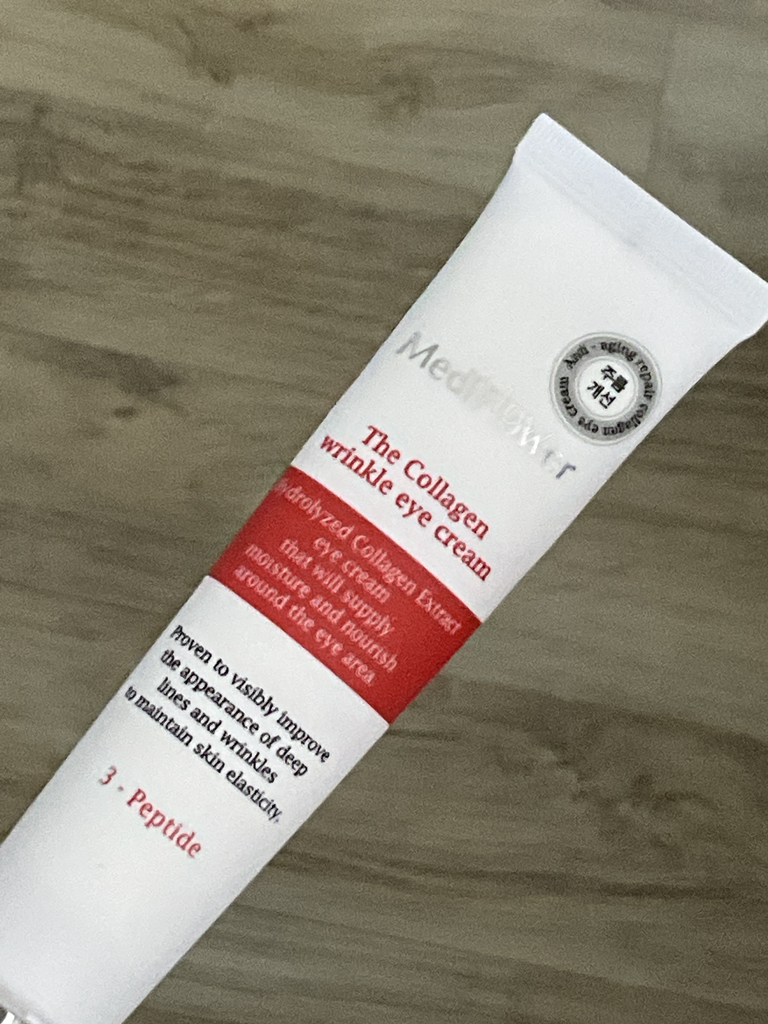 Anti - aging repair collagen eye cream
주름
개선
MediFlower
The Collagen
wrinkle eye cream
Hydrolyzed Collagen Extract
eye cream
that will supply
moisture and nourish
around the eye area
Proven to visibly improve
the appearance of deep
lines and wrinkles
to maintain skin elasticity.
3 - Peptide